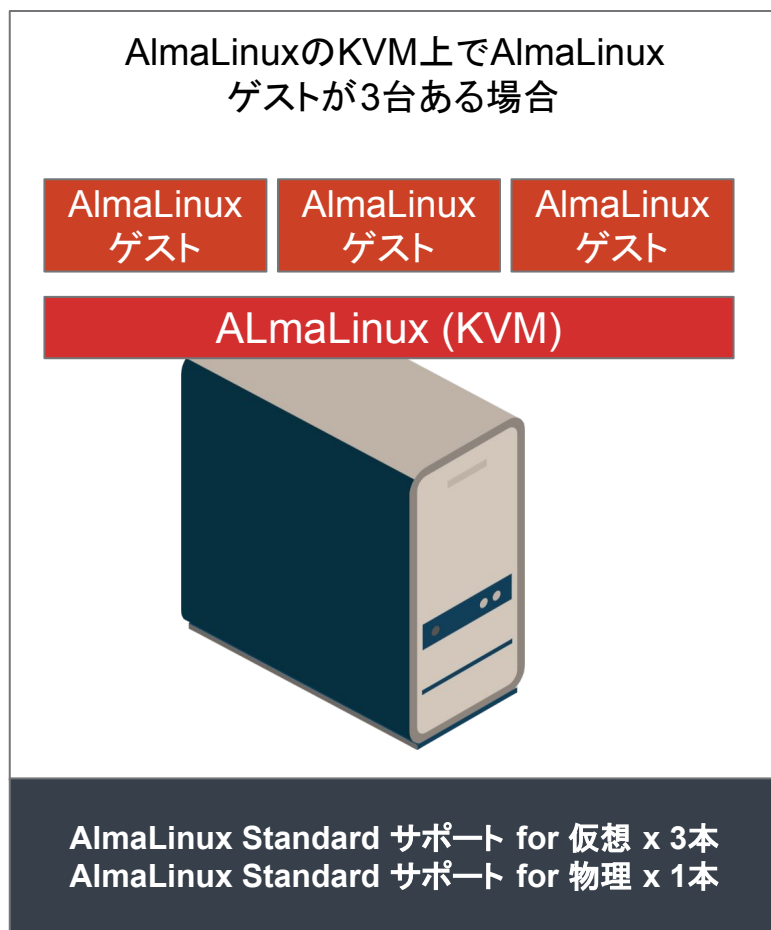 AlmaLinuxのKVM上でAlmaLinux
ゲストが3台ある場合
AlmaLinux
ゲスト
AlmaLinux
ゲスト
AlmaLinux
ゲスト
ALmaLinux (KVM)
AlmaLinux Standard サポート for 仮想 x 3本
AlmaLinux Standard サポート for 物理 x 1本